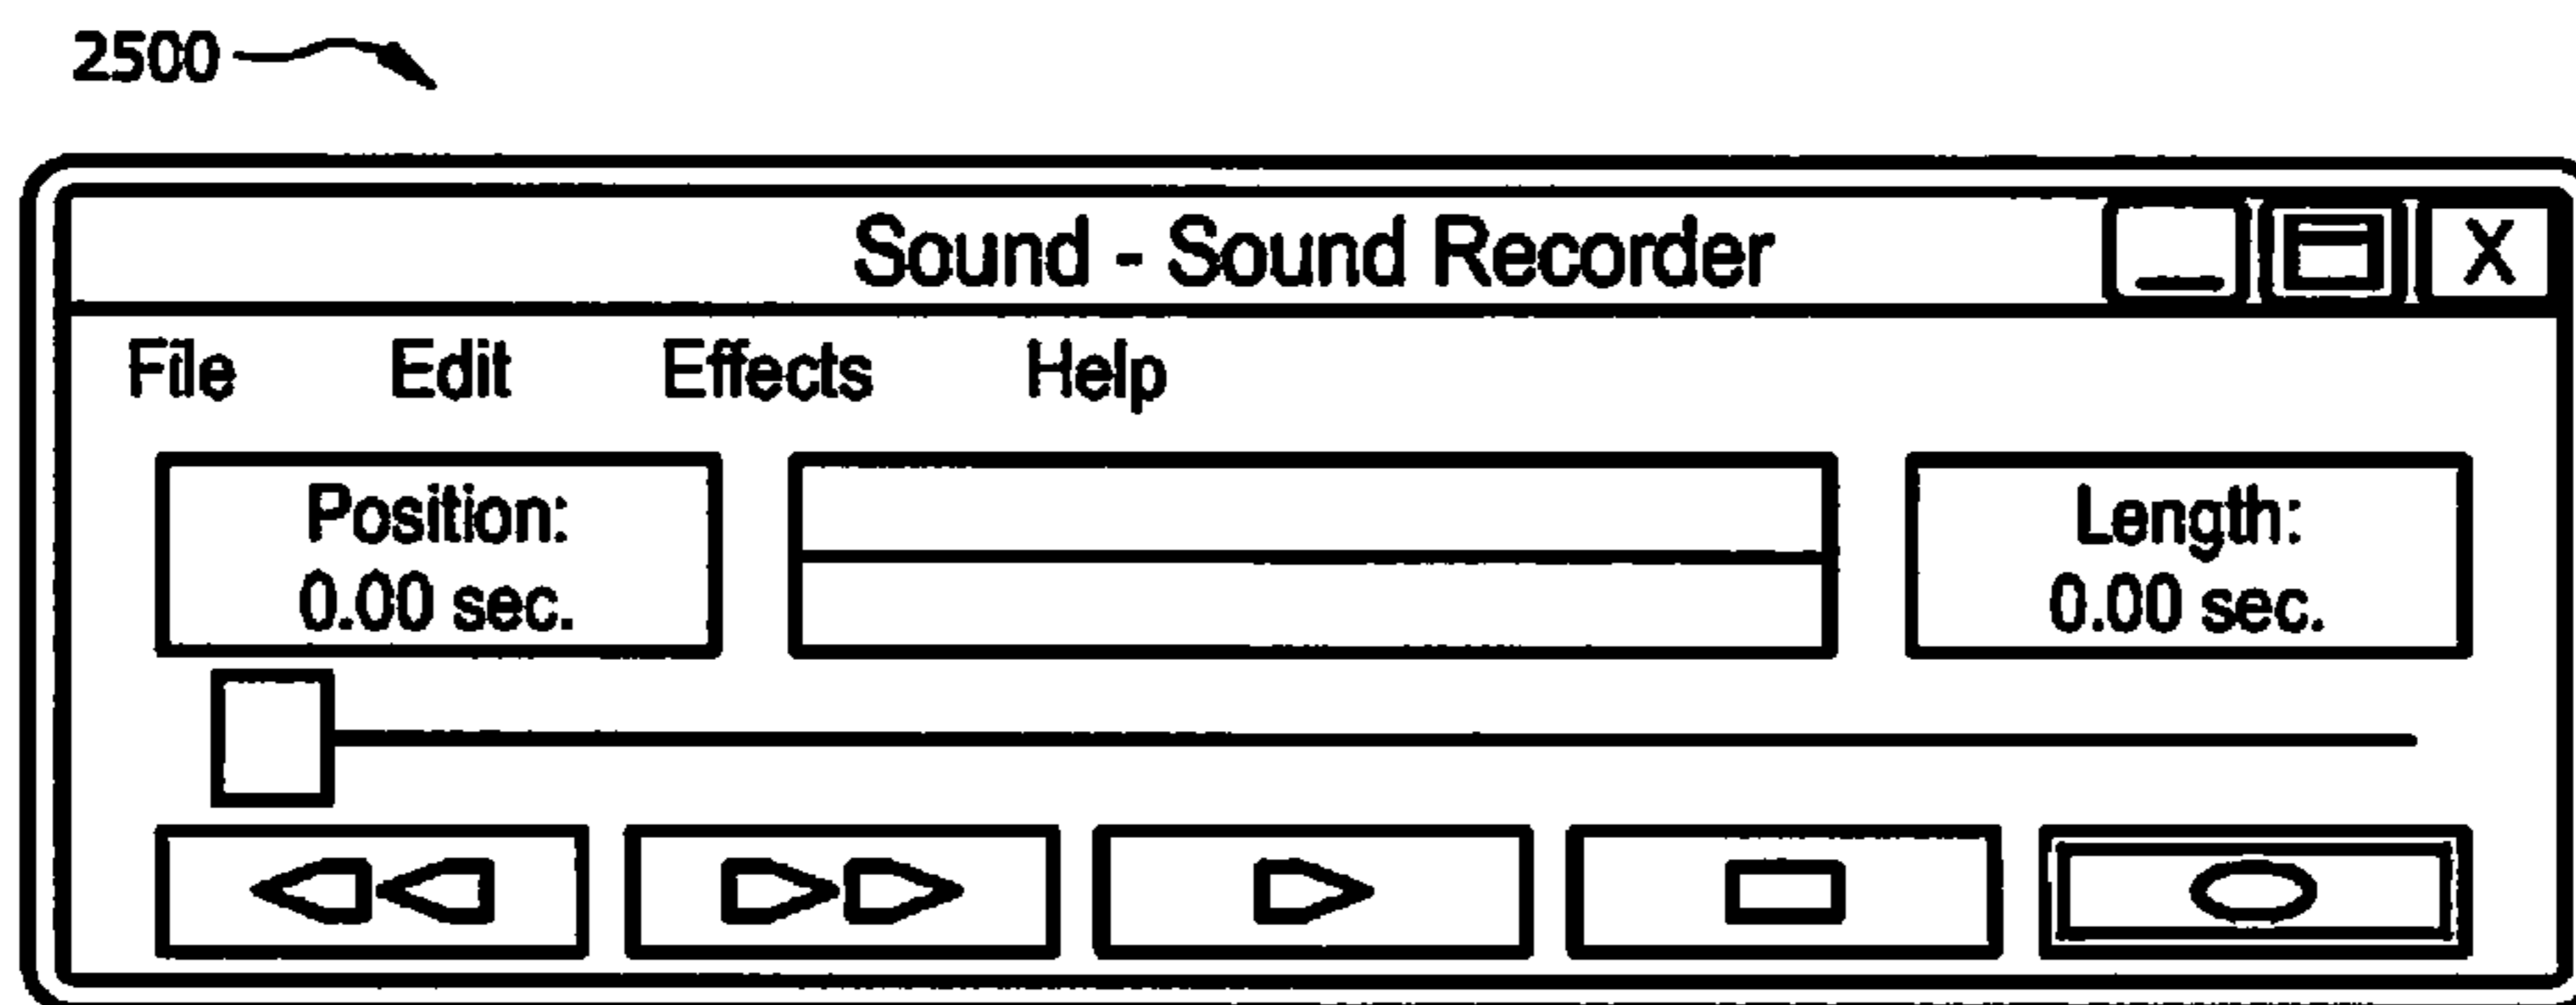 2500
Sound - Sound Recorder X
File Edit Effects Help
Position: Length:
0.00 sec. 0.00 sec.